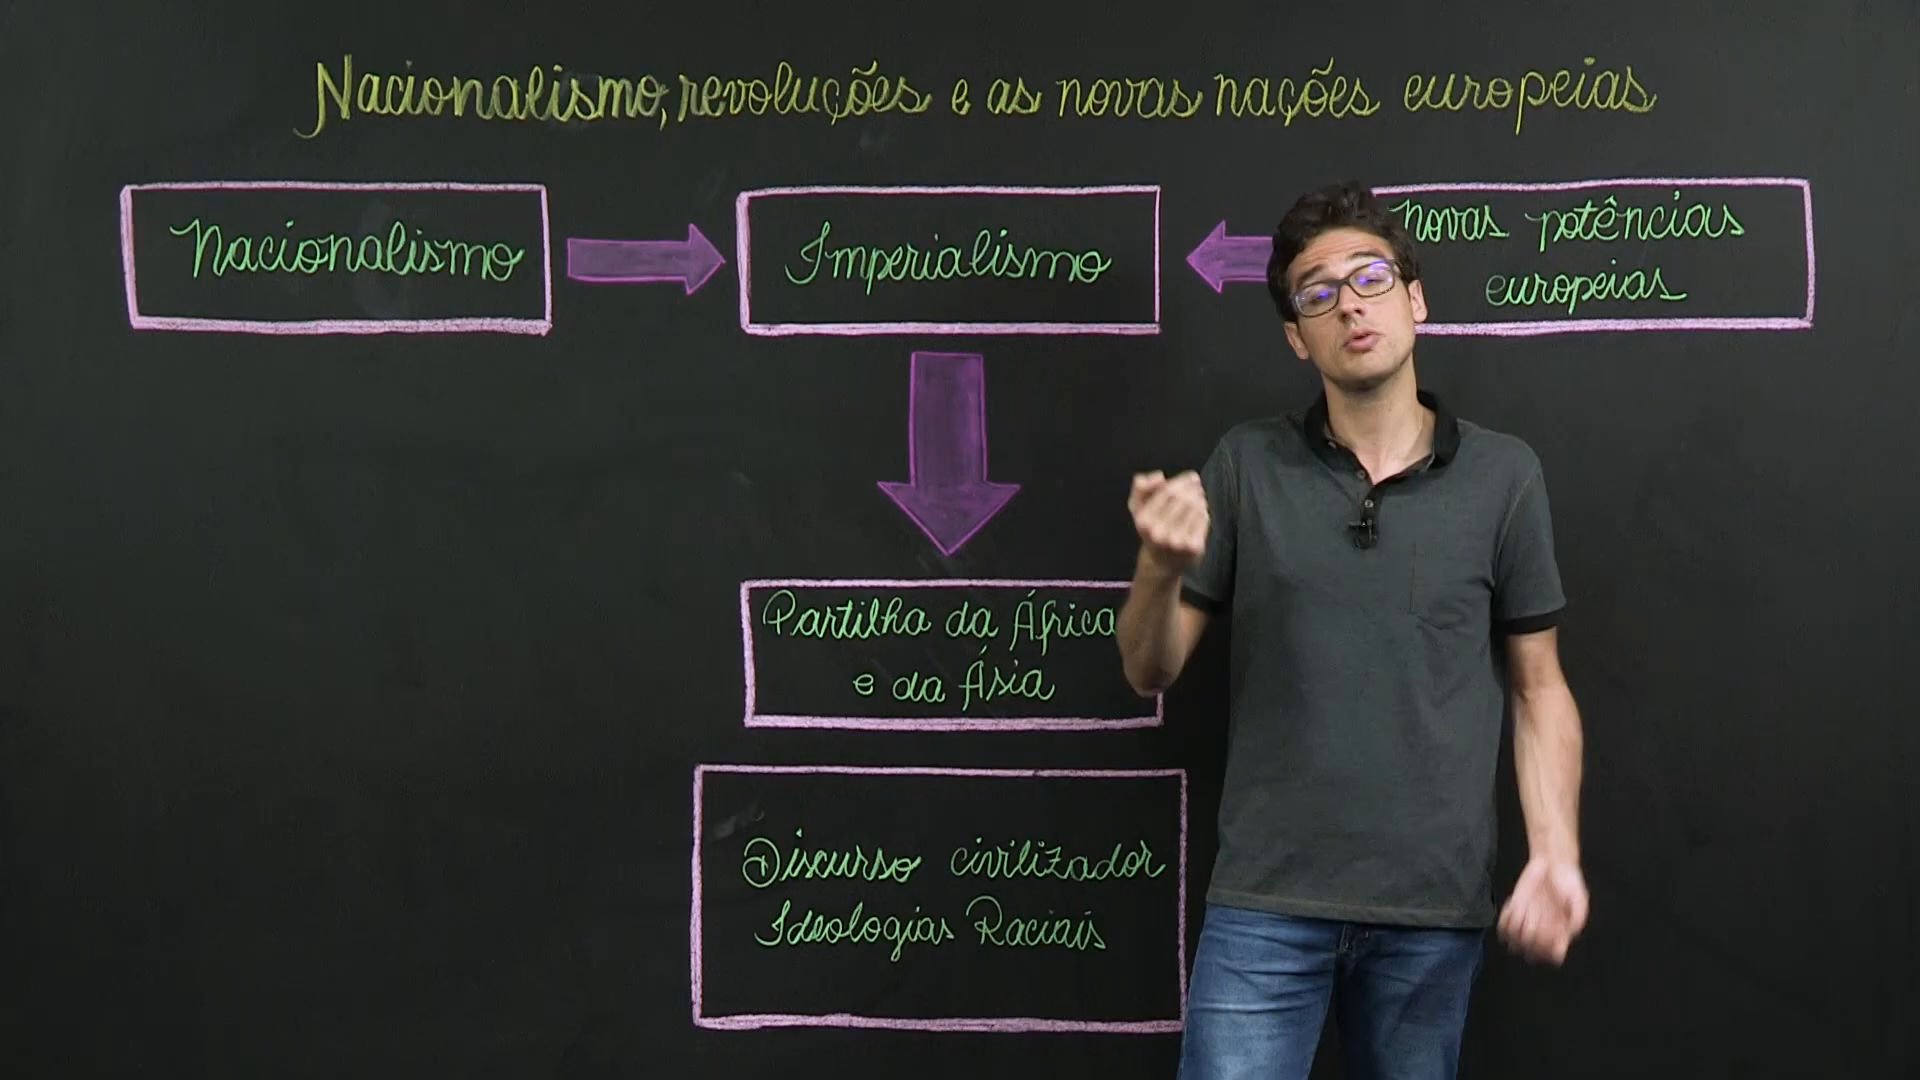 Nacionalismo, revoluções e as novas nações europeias
Nacionalismo
Imperialismo
novas potências
europeias
Partilha da África
e da Ásia
Discurso civilizador
Ideologias Raciais